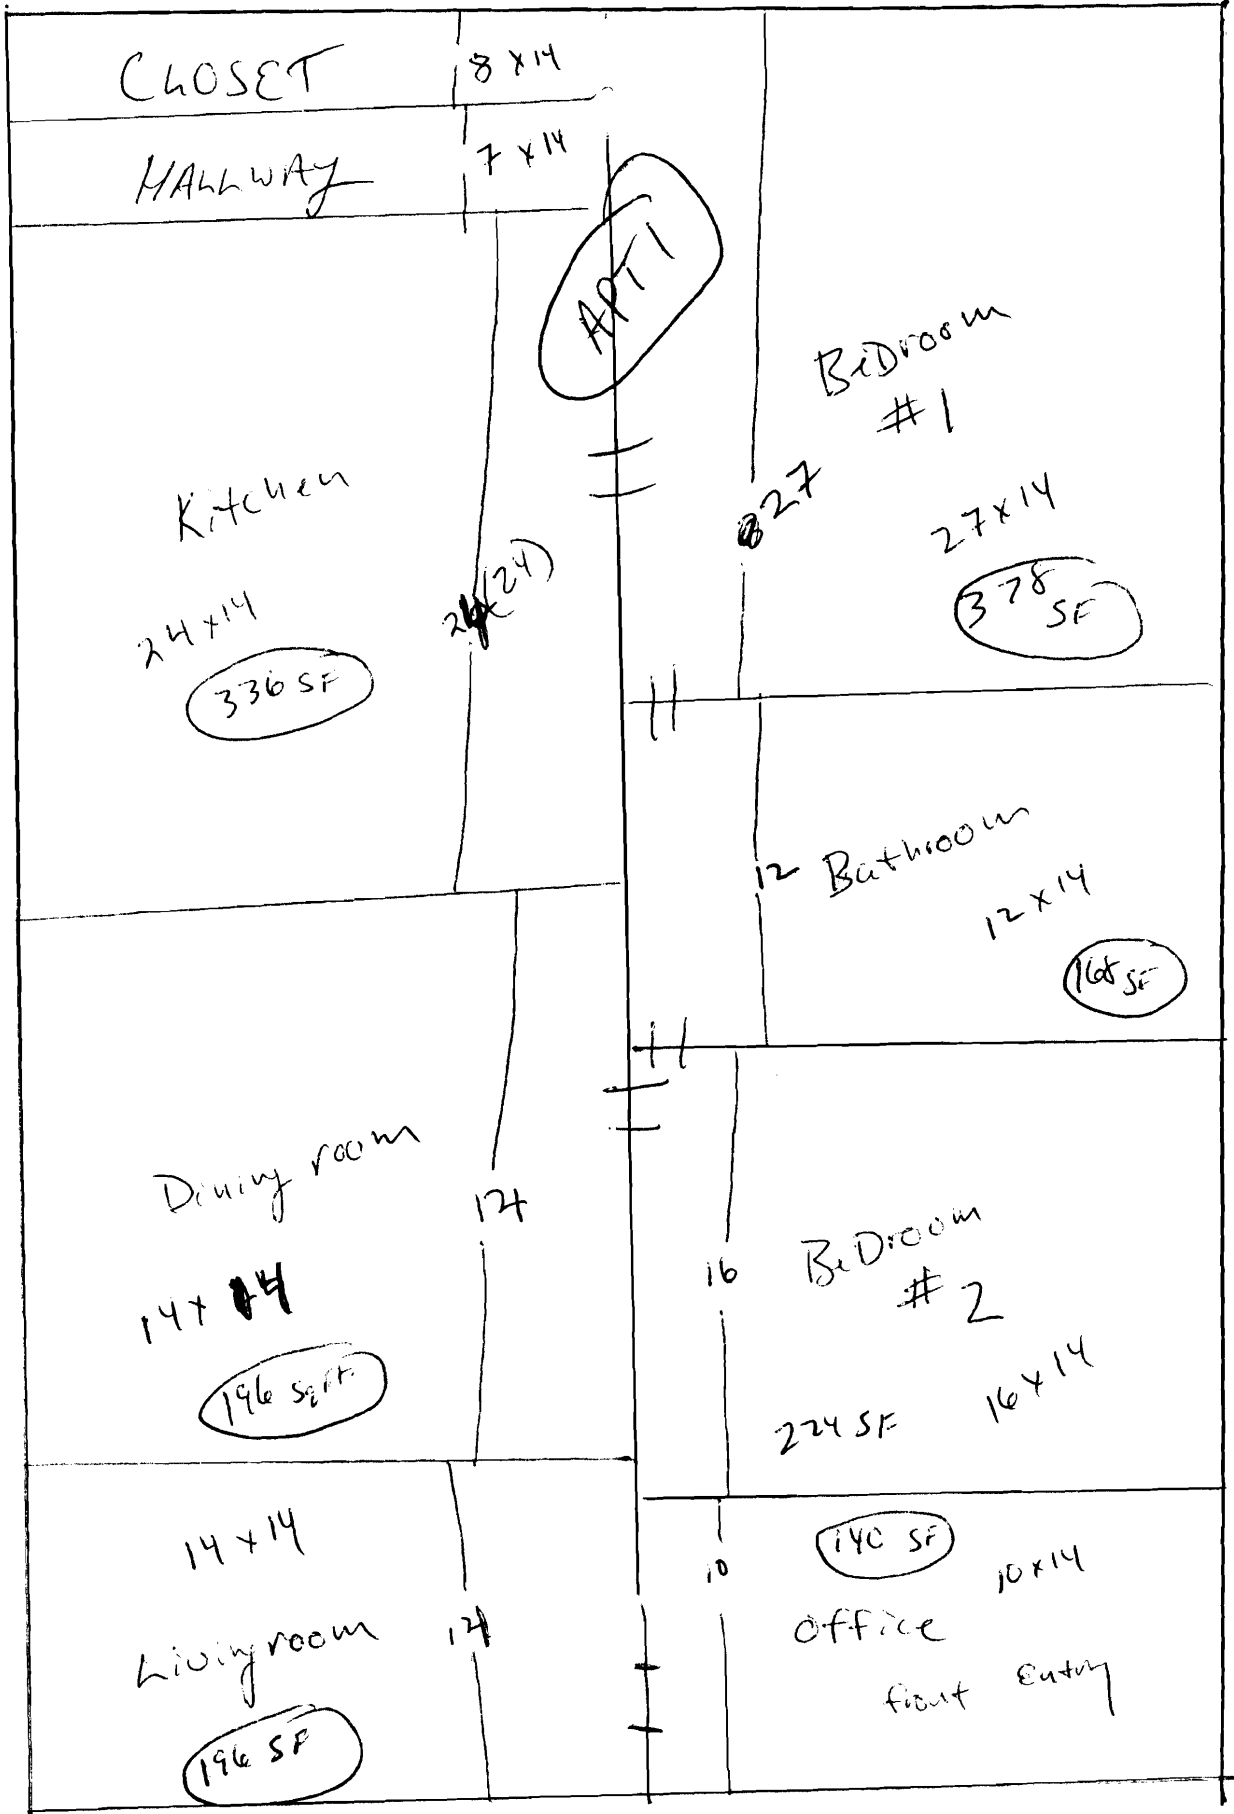 CLOSET
8 x 14
HALLWAY
7 x 14
APT 1
Kitchen
24 x 14
336 SF
(24)
BEDroom
#1
27
27 x 14
378
SF
12
Bathroom
12 x 14
168 SF
Dining room
14
14 x 14
196 sqft.
16
BEDroom
#2
16 x 14
224 SF
14 x 14
Livingroom
14
196 SF
10
140 SF
10 x 14
Office
front Entry